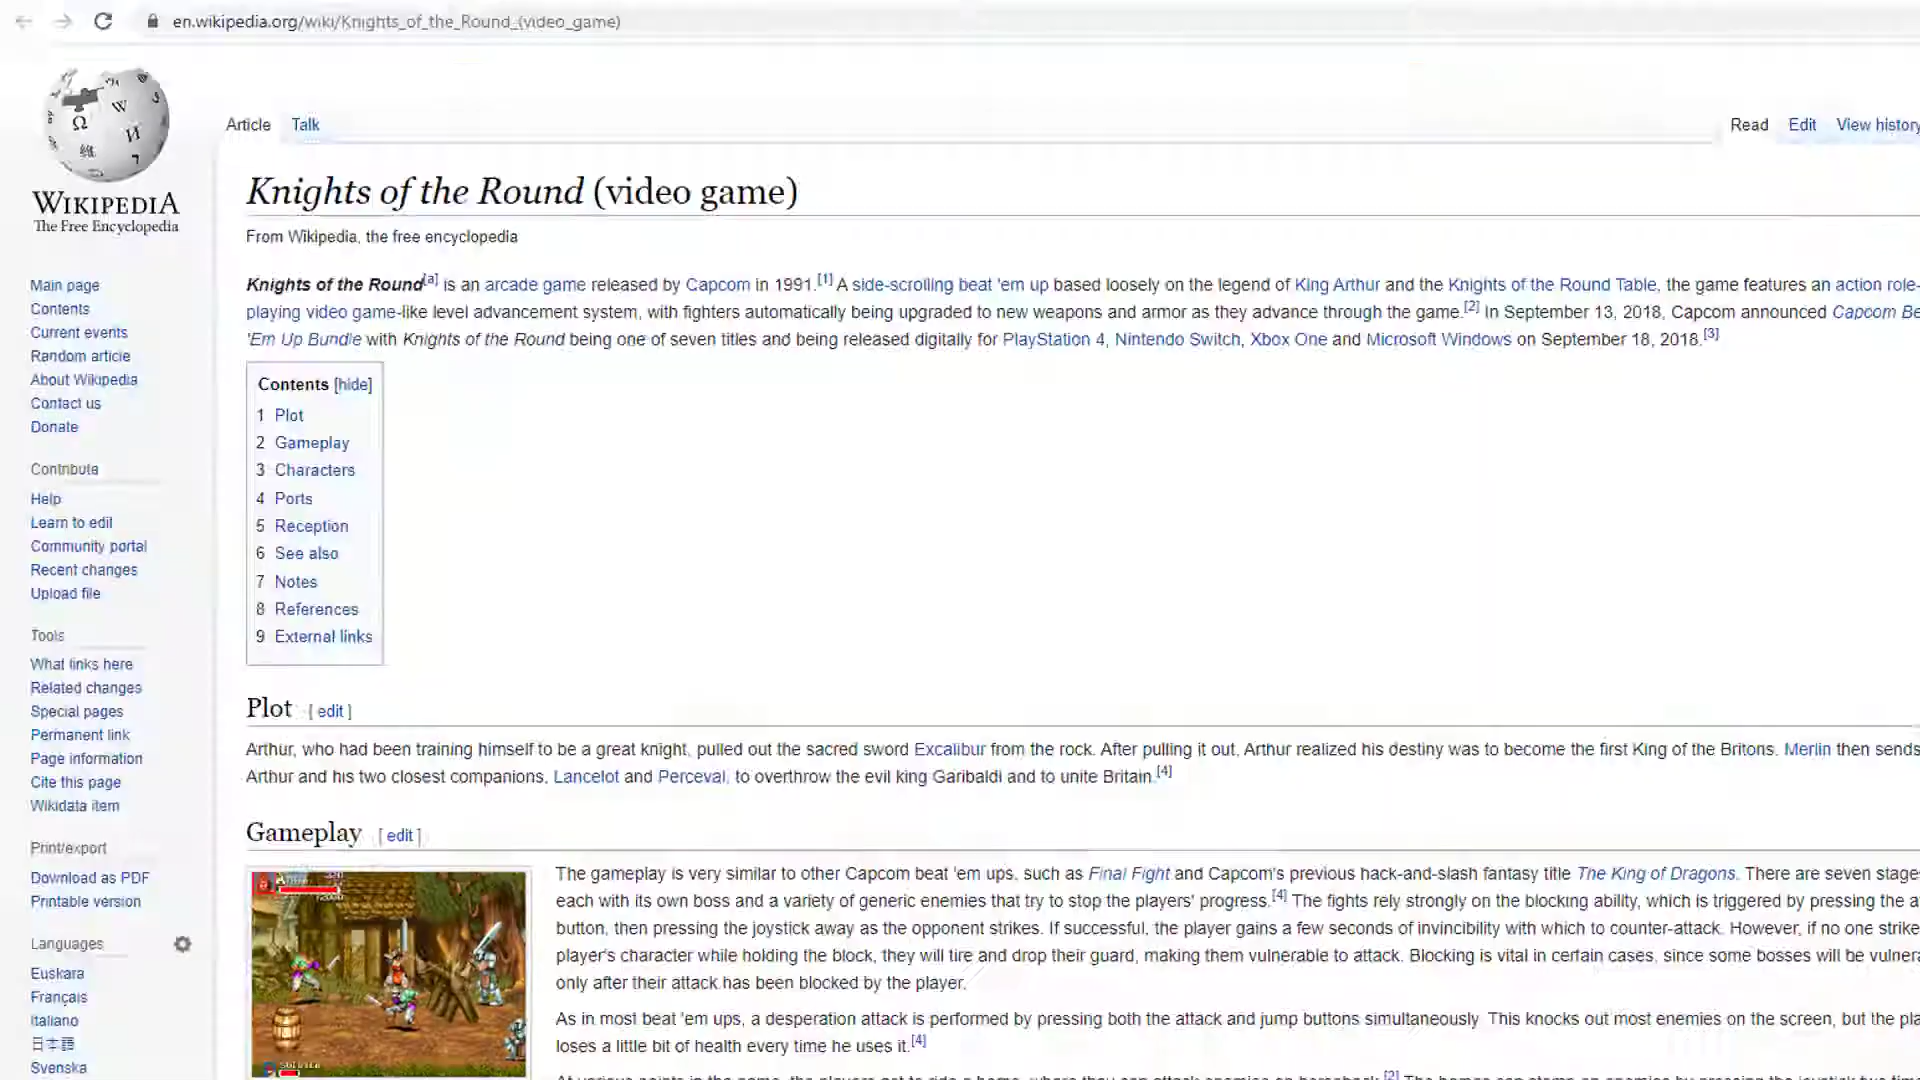 en.wikipedia.org/wiki/Knights_of_the_Round_(video_game)
Article Talk
Read Edit View history
WIKIPEDIA
The Free Encyclopedia
Knights of the Round (video game)
From Wikipedia, the free encyclopedia
Knights of the Round[a] is an arcade game released by Capcom in 1991.[1] A side-scrolling beat 'em up based loosely on the legend of King Arthur and the Knights of the Round Table, the game features an action role-
playing video game-like level advancement system, with fighters automatically being upgraded to new weapons and armor as they advance through the game.[2] In September 13, 2018, Capcom announced Capcom Be
'Em Up Bundle with Knights of the Round being one of seven titles and being released digitally for PlayStation 4, Nintendo Switch, Xbox One and Microsoft Windows on September 18, 2018.[3]
Contents [hide]
1 Plot
2 Gameplay
3 Characters
4 Ports
5 Reception
6 See also
7 Notes
8 References
9 External links
Main page
Contents
Current events
Random article
About Wikipedia
Contact us
Donate
Contribute
Help
Learn to edit
Community portal
Recent changes
Upload file
Tools
What links here
Related changes
Special pages
Permanent link
Page information
Cite this page
Wikidata item
Print/export
Download as PDF
Printable version
Languages
Euskara
Français
Italiano
日本語
Svenska
Plot [ edit ]
Arthur, who had been training himself to be a great knight, pulled out the sacred sword Excalibur from the rock. After pulling it out, Arthur realized his destiny was to become the first King of the Britons. Merlin then sends
Arthur and his two closest companions, Lancelot and Perceval, to overthrow the evil king Garibaldi and to unite Britain.[4]
Gameplay [ edit ]
The gameplay is very similar to other Capcom beat 'em ups, such as Final Fight and Capcom's previous hack-and-slash fantasy title The King of Dragons. There are seven stage
each with its own boss and a variety of generic enemies that try to stop the players' progress.[4] The fights rely strongly on the blocking ability, which is triggered by pressing the a
button, then pressing the joystick away as the opponent strikes. If successful, the player gains a few seconds of invincibility with which to counter-attack. However, if no one strike
player's character while holding the block, they will tire and drop their guard, making them vulnerable to attack. Blocking is vital in certain cases, since some bosses will be vulnera
only after their attack has been blocked by the player.
As in most beat 'em ups, a desperation attack is performed by pressing both the attack and jump buttons simultaneously. This knocks out most enemies on the screen, but the pla
loses a little bit of health every time he uses it.[4]